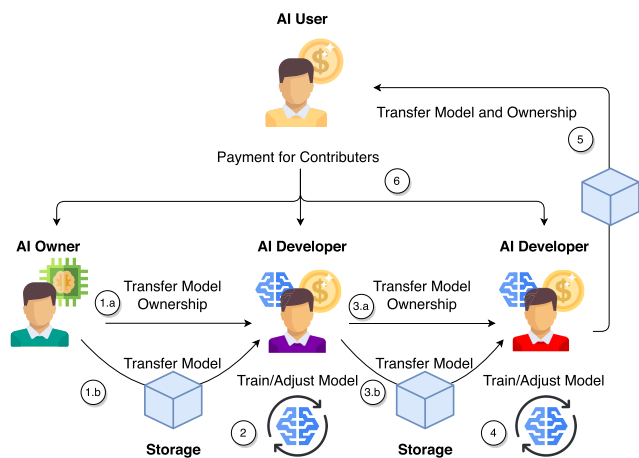 AI User
$
Transfer Model and Ownership
5
Payment for Contributers
6
AI Owner
AI Developer
AI Developer
$
$
1.a
Transfer Model
Ownership
3.a
Transfer Model
Ownership
Transfer Model
Transfer Model
1.b
Train/Adjust Model
3.b
Train/Adjust Model
2
4
Storage
Storage